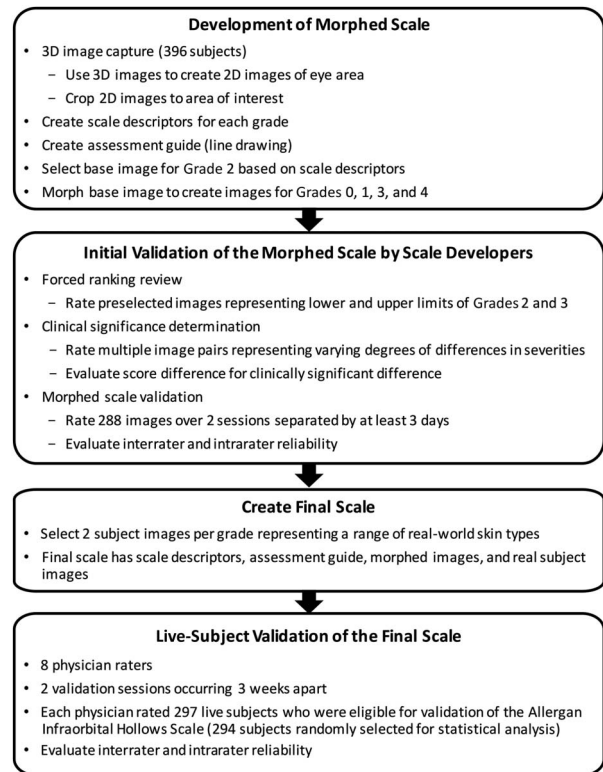 Development of Morphed Scale
• 3D image capture (396 subjects)
– Use 3D images to create 2D images of eye area
– Crop 2D images to area of interest
• Create scale descriptors for each grade
• Create assessment guide (line drawing)
• Select base image for Grade 2 based on scale descriptors
• Morph base image to create images for Grades 0, 1, 3, and 4
Initial Validation of the Morphed Scale by Scale Developers
• Forced ranking review
– Rate preselected images representing lower and upper limits of Grades 2 and 3
• Clinical significance determination
– Rate multiple image pairs representing varying degrees of differences in severities
– Evaluate score difference for clinically significant difference
• Morphed scale validation
– Rate 288 images over 2 sessions separated by at least 3 days
– Evaluate interrater and intrarater reliability
Create Final Scale
• Select 2 subject images per grade representing a range of real-world skin types
• Final scale has scale descriptors, assessment guide, morphed images, and real subject
images
Live-Subject Validation of the Final Scale
• 8 physician raters
• 2 validation sessions occurring 3 weeks apart
• Each physician rated 297 live subjects who were eligible for validation of the Allergan
Infraorbital Hollows Scale (294 subjects randomly selected for statistical analysis)
• Evaluate interrater and intrarater reliability